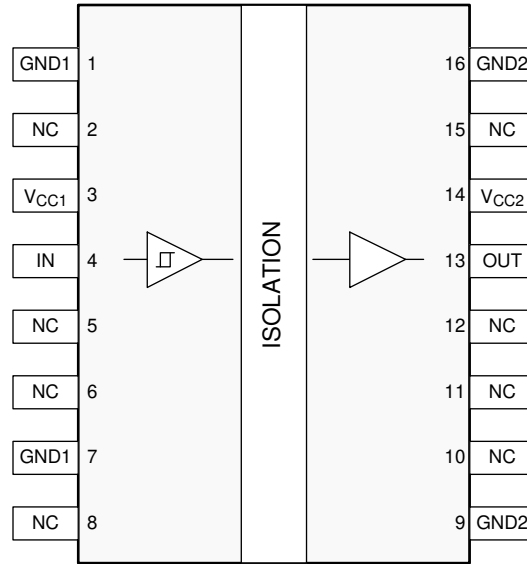 GND1 1 16 GND2
NC 2 15 NC
VCC1 3 14 VCC2
IN 4 13 OUT
ISOLATION
NC 5 12 NC
NC 6 11 NC
GND1 7 10 NC
NC 8 9 GND2